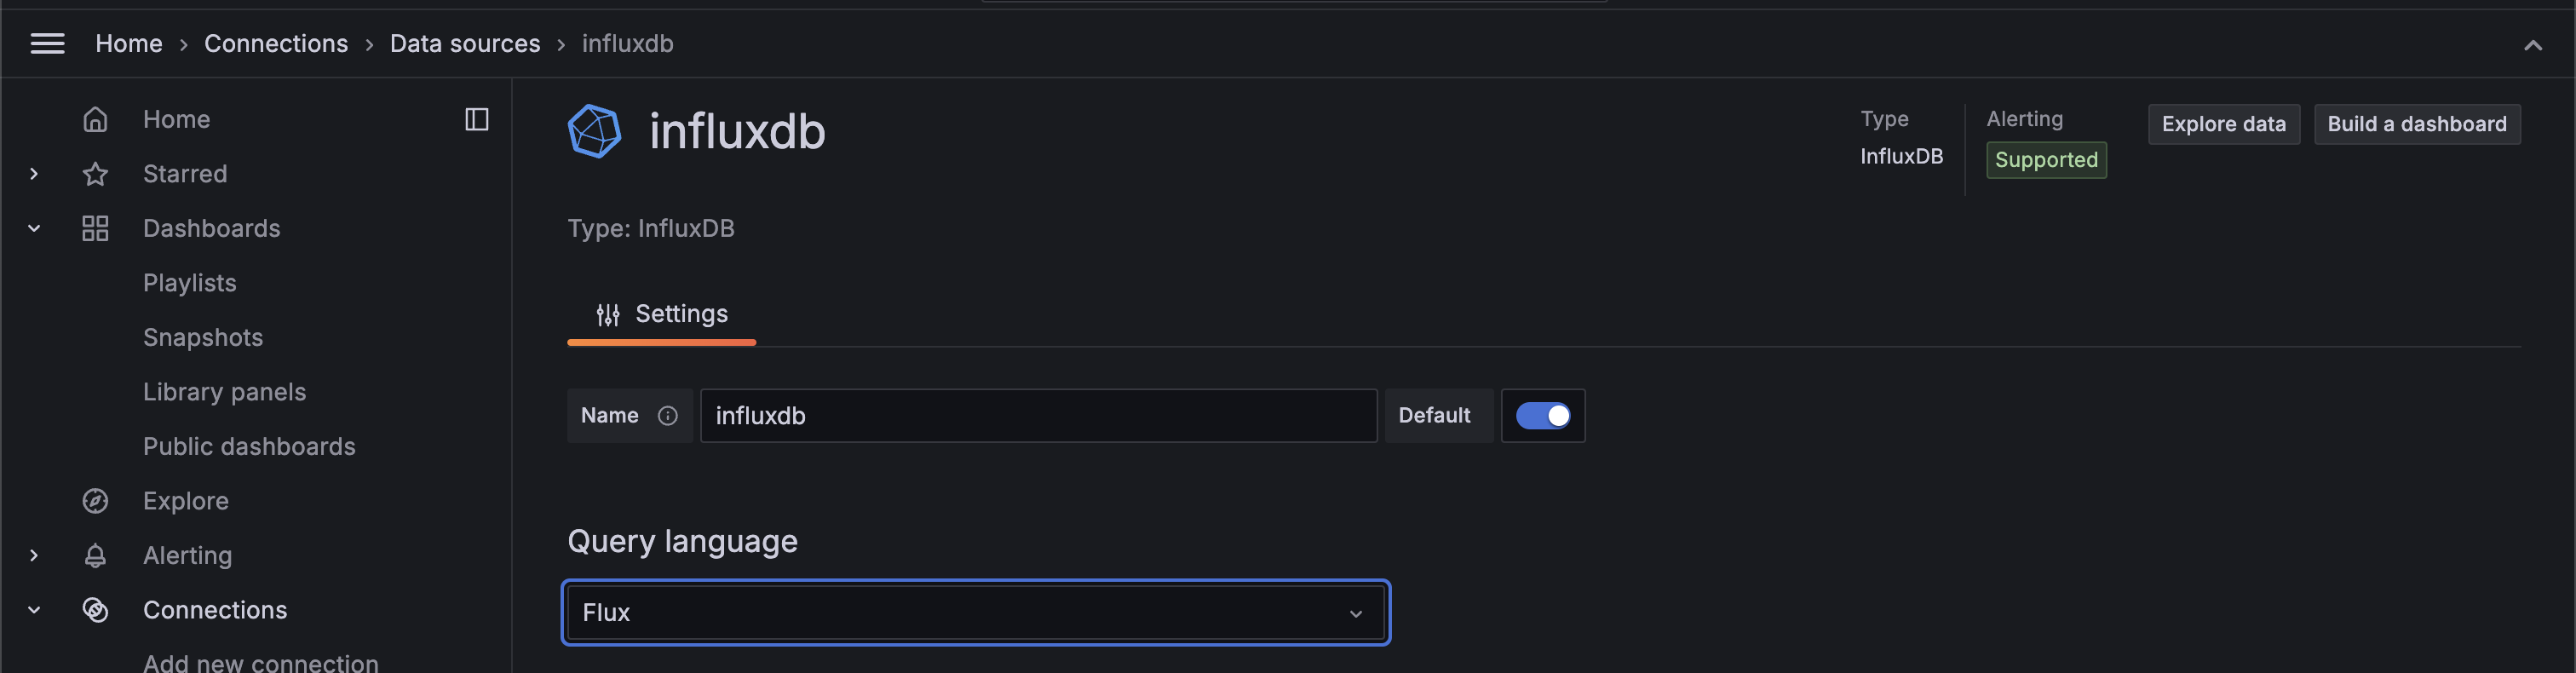 Home › Connections › Data sources › influxdb
Home
Starred
Dashboards
Playlists
Snapshots
Library panels
Public dashboards
Explore
Alerting
Connections
Add new connection
influxdb
Type
InfluxDB
Alerting
Supported
Explore data
Build a dashboard
Type: InfluxDB
Settings
Name
influxdb
Default
Query language
Flux